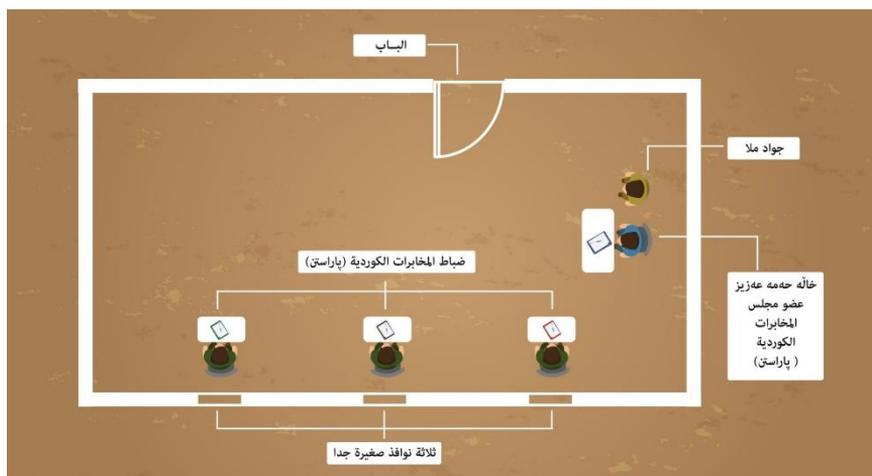 الباب
جواد ملا
ضباط المخابرات الكوردية (پاراستن)
خاڵە حەمە عەزیز
عضو مجلس
المخابرات
الكوردية
( پاراستن)
ثلاثة نوافذ صغيرة جدا